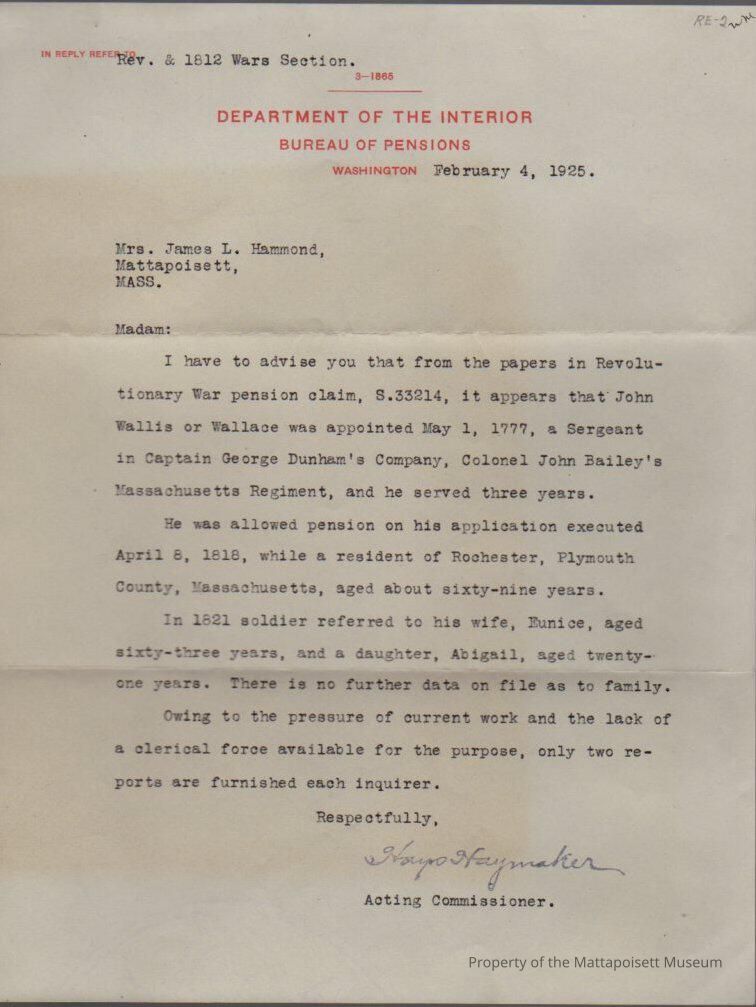 RE-2
IN REPLY REFER TO
Rev. & 1812 Wars Section.
3—1865
DEPARTMENT OF THE INTERIOR
BUREAU OF PENSIONS
WASHINGTON February 4, 1925.
Mrs. James L. Hammond,
Mattapoisett,
MASS.
Madam:
I have to advise you that from the papers in Revolu-
tionary War pension claim, S.33214, it appears that John
Wallis or Wallace was appointed May 1, 1777, a Sergeant
in Captain George Dunham's Company, Colonel John Bailey's
Massachusetts Regiment, and he served three years.
He was allowed pension on his application executed
April 8, 1818, while a resident of Rochester, Plymouth
County, Massachusetts, aged about sixty-nine years.
In 1821 soldier referred to his wife, Eunice, aged
sixty-three years, and a daughter, Abigail, aged twenty-
one years. There is no further data on file as to family.
Owing to the pressure of current work and the lack of
a clerical force available for the purpose, only two re-
ports are furnished each inquirer.
Respectfully,
Hays Haymaker
Acting Commissioner.
Property of the Mattapoisett Museum